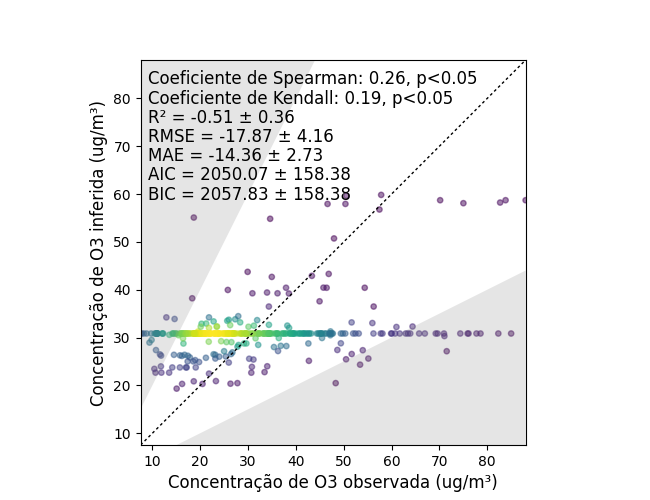 Coeficiente de Spearman: 0.26, p<0.05
Coeficiente de Kendall: 0.19, p<0.05
R² = -0.51 ± 0.36
RMSE = -17.87 ± 4.16
MAE = -14.36 ± 2.73
AIC = 2050.07 ± 158.38
BIC = 2057.83 ± 158.38
Concentração de O3 inferida (ug/m³)
80
70
60
50
40
30
20
10
10 20 30 40 50 60 70 80
Concentração de O3 observada (ug/m³)